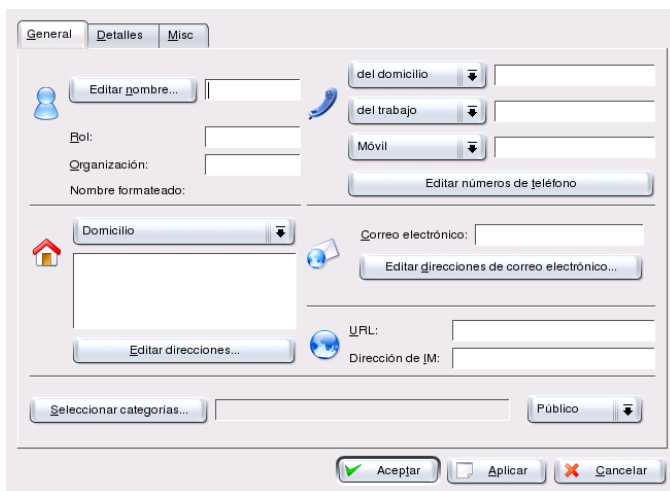 General Detalles Misc
Editar nombre...
Rol:
Organización:
Nombre formateado:
del domicilio
del trabajo
Móvil
Editar números de teléfono
Domicilio
Editar direcciones...
Correo electrónico:
Editar direcciones de correo electrónico...
URL:
Dirección de IM:
Seleccionar categorías...
Público
Aceptar Aplicar Cancelar